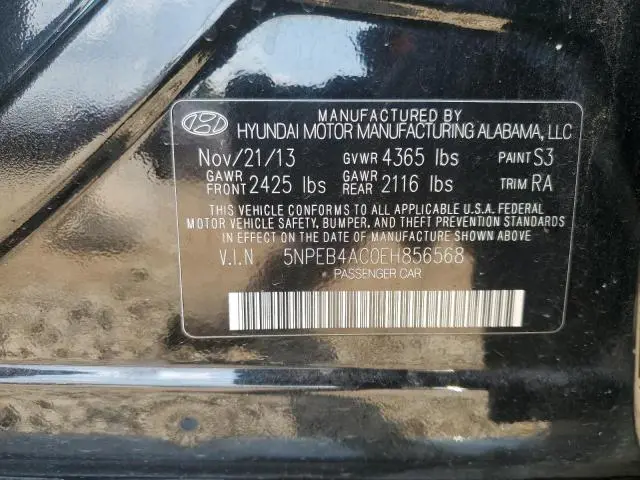 MANUFACTURED BY
HYUNDAI MOTOR MANUFACTURING ALABAMA, LLC
Nov/21/13 GVWR 4365 lbs PAINT S3
GAWR FRONT 2425 lbs GAWR REAR 2116 lbs TRIM RA
THIS VEHICLE CONFORMS TO ALL APPLICABLE U.S.A. FEDERAL
MOTOR VEHICLE SAFETY, BUMPER, AND THEFT PREVENTION STANDARDS
IN EFFECT ON THE DATE OF MANUFACTURE SHOWN ABOVE
V.I.N 5NPEB4AC0EH856568
PASSENGER CAR